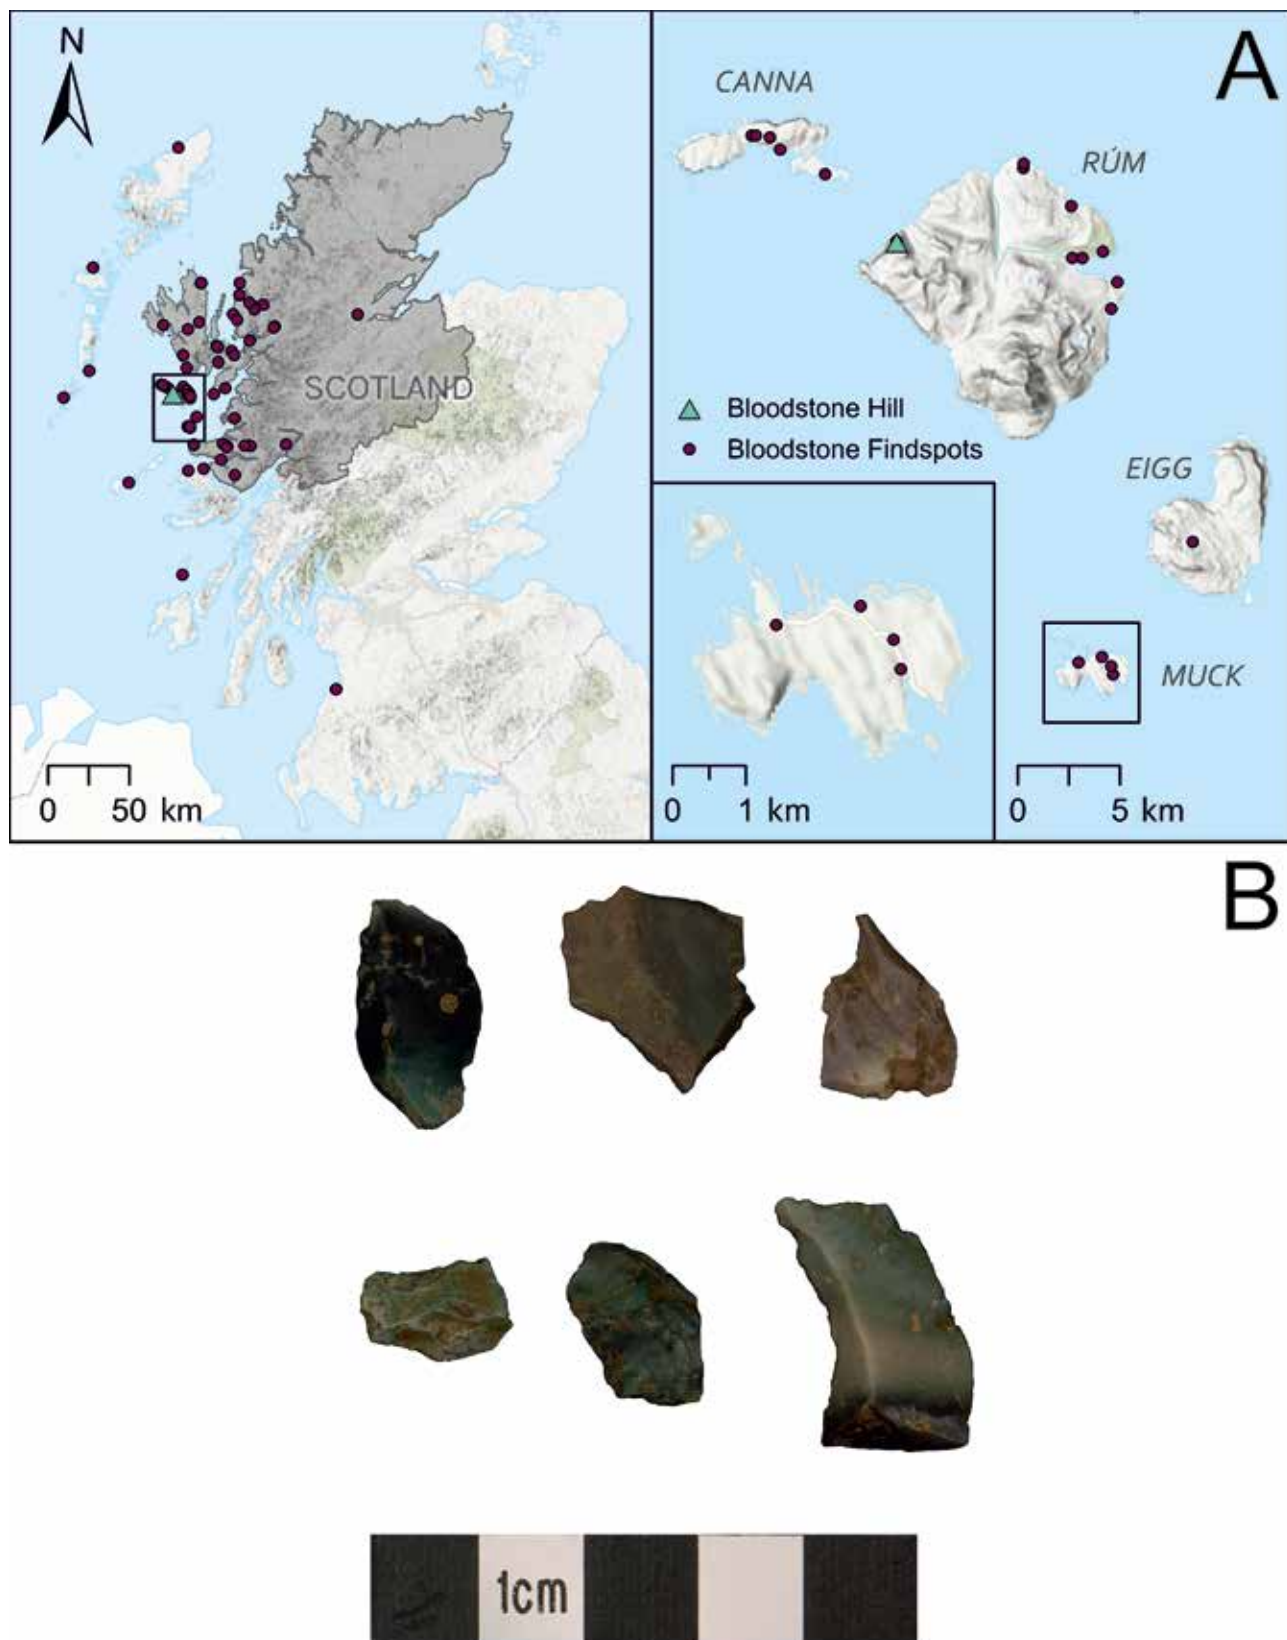 N
SCOTLAND
0 50 km
A
CANNA
RÚM
Bloodstone Hill
Bloodstone Findspots
EIGG
MUCK
0 1 km
0 5 km
B
1cm